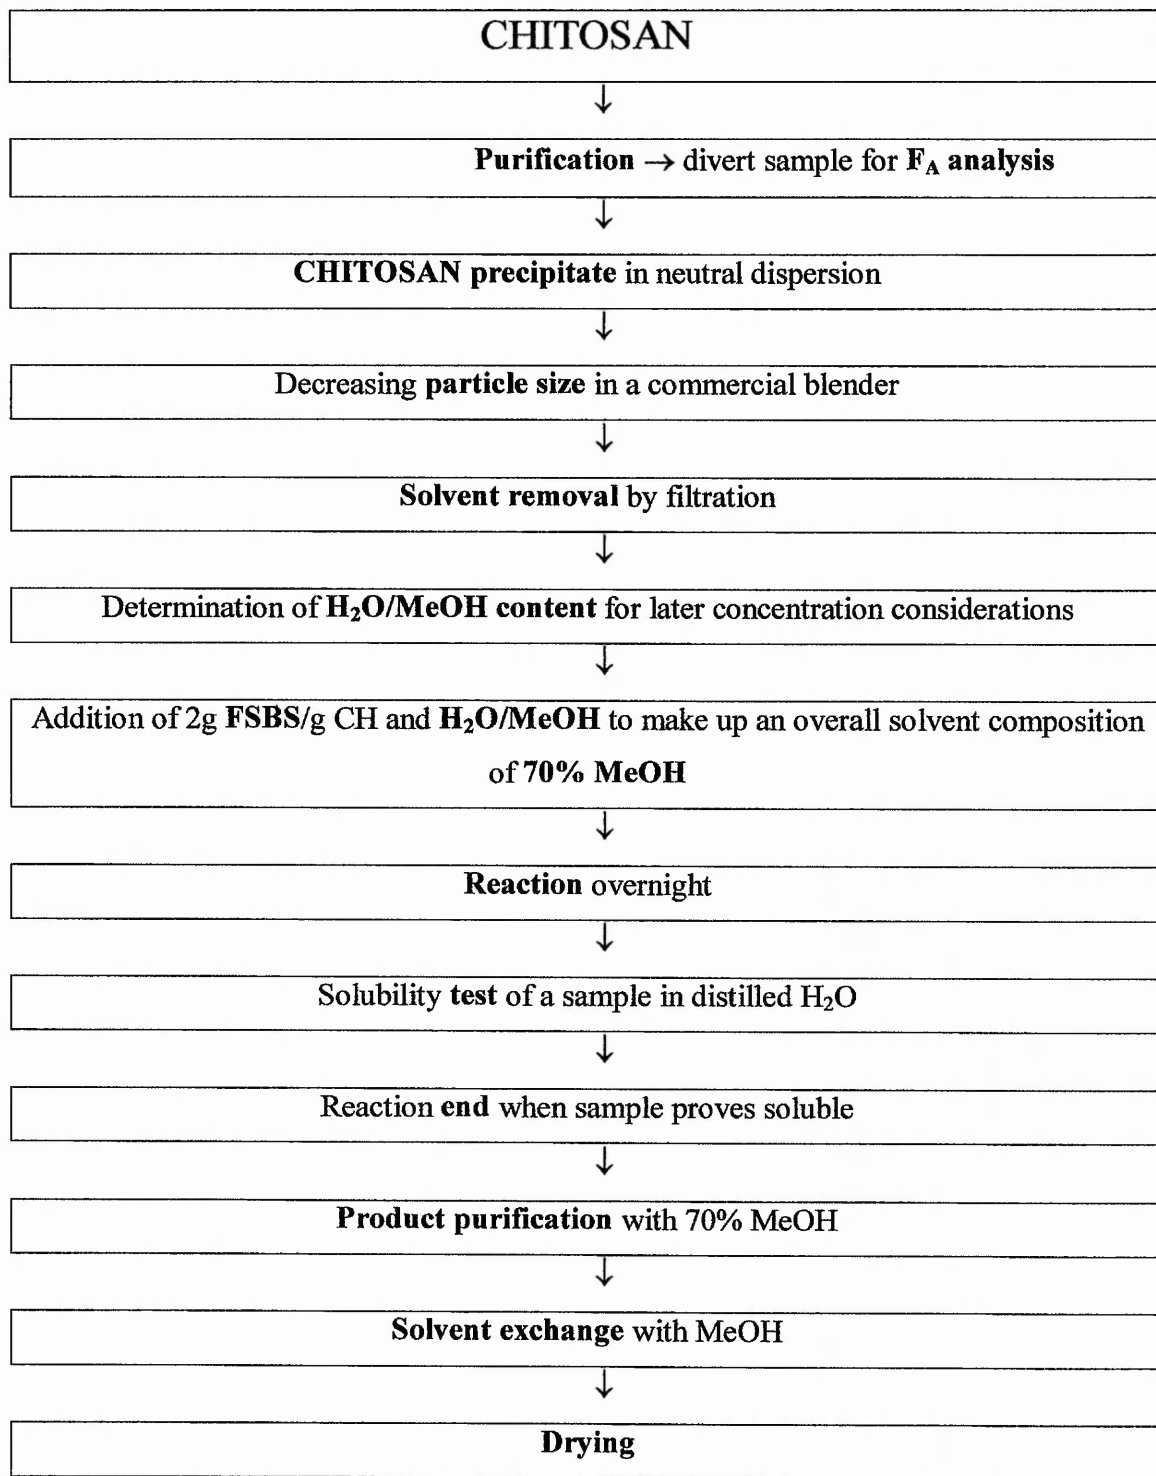 CHITOSAN
↓
Purification → divert sample for F_A analysis
↓
CHITOSAN precipitate in neutral dispersion
↓
Decreasing particle size in a commercial blender
↓
Solvent removal by filtration
↓
Determination of H₂O/MeOH content for later concentration considerations
↓
Addition of 2g FSBS/g CH and H₂O/MeOH to make up an overall solvent composition
of 70% MeOH
↓
Reaction overnight
↓
Solubility test of a sample in distilled H₂O
↓
Reaction end when sample proves soluble
↓
Product purification with 70% MeOH
↓
Solvent exchange with MeOH
↓
Drying